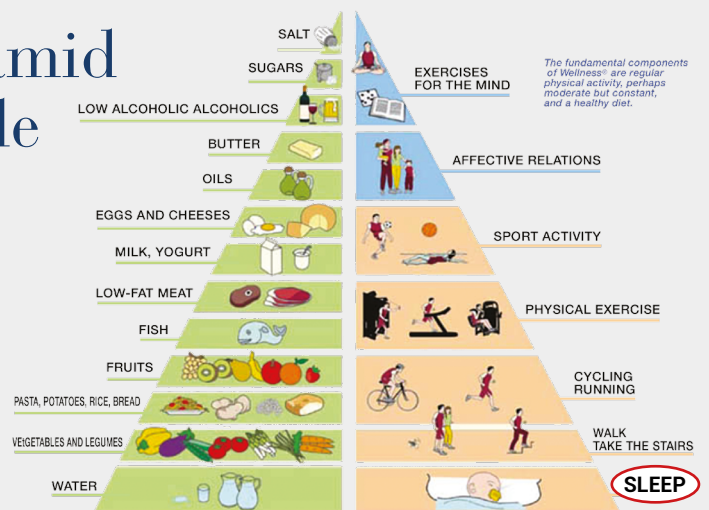 amid
le
SALT
SUGARS
LOW ALCOHOLIC ALCOHOLICS
BUTTER
OILS
EGGS AND CHEESES
MILK, YOGURT
LOW-FAT MEAT
FISH
FRUITS
PASTA, POTATOES, RICE, BREAD
VEtGETABLES AND LEGUMES
WATER
EXERCISES
FOR THE MIND
The fundamental components
of Wellness® are regular
physical activity, perhaps
moderate but constant,
and a healthy diet.
AFFECTIVE RELATIONS
SPORT ACTIVITY
PHYSICAL EXERCISE
CYCLING
RUNNING
WALK
TAKE THE STAIRS
SLEEP